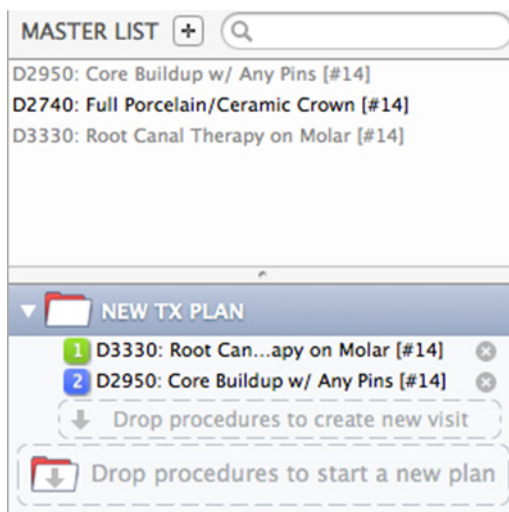 MASTER LIST
D2950: Core Buildup w/ Any Pins [#14]
D2740: Full Porcelain/Ceramic Crown [#14]
D3330: Root Canal Therapy on Molar [#14]
NEW TX PLAN
1 D3330: Root Can...apy on Molar [#14]
2 D2950: Core Buildup w/ Any Pins [#14]
Drop procedures to create new visit
Drop procedures to start a new plan